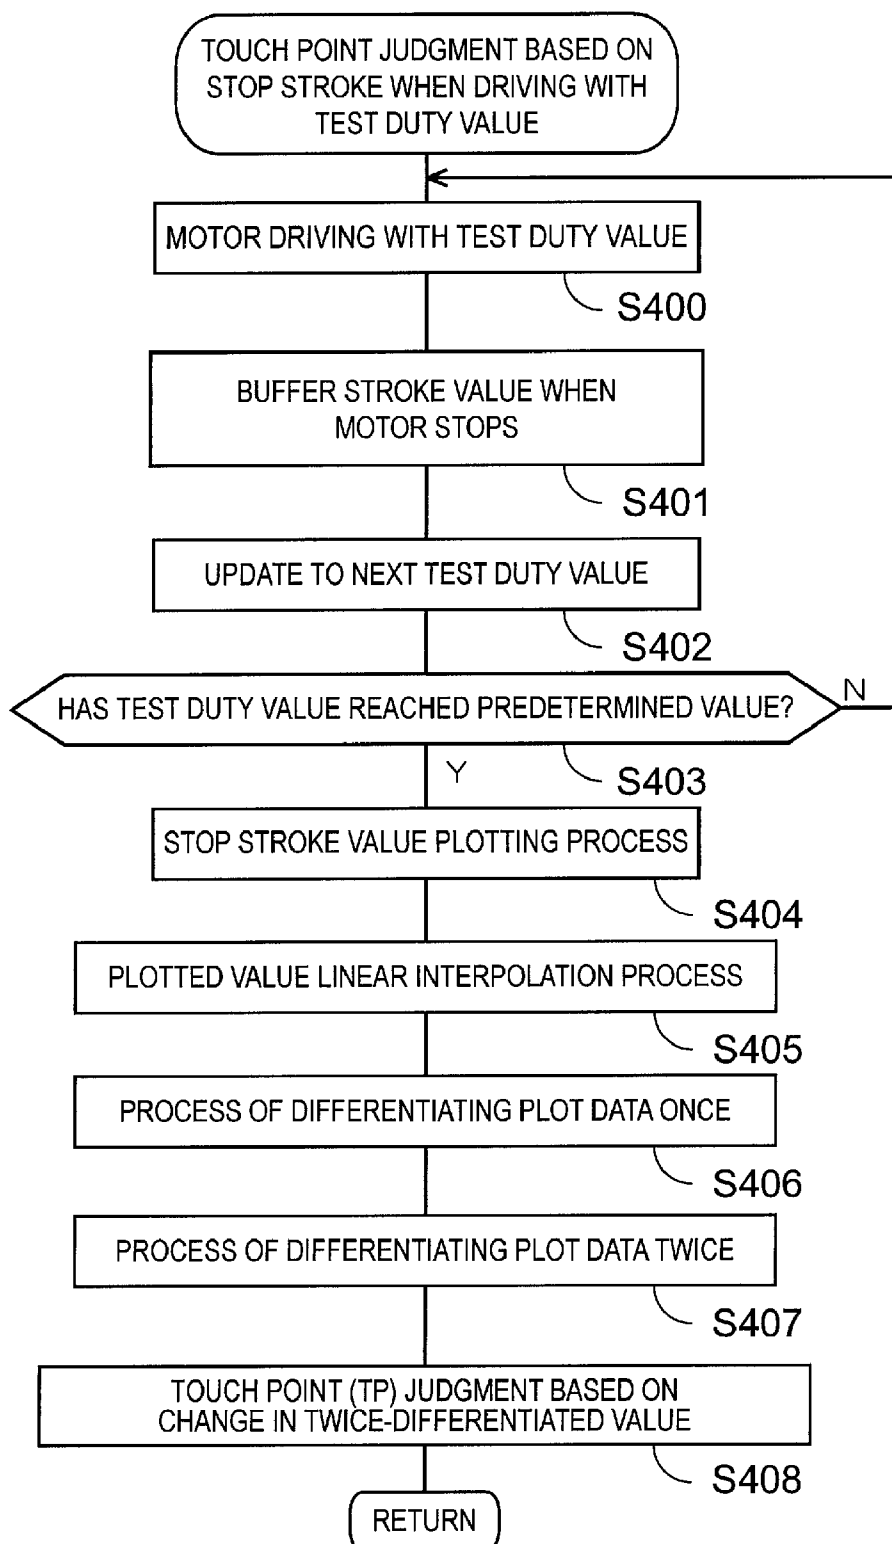 TOUCH POINT JUDGMENT BASED ON
STOP STROKE WHEN DRIVING WITH
TEST DUTY VALUE
MOTOR DRIVING WITH TEST DUTY VALUE
S400
BUFFER STROKE VALUE WHEN
MOTOR STOPS
S401
UPDATE TO NEXT TEST DUTY VALUE
S402
HAS TEST DUTY VALUE REACHED PREDETERMINED VALUE?
N
S403
Y
STOP STROKE VALUE PLOTTING PROCESS
S404
PLOTTED VALUE LINEAR INTERPOLATION PROCESS
S405
PROCESS OF DIFFERENTIATING PLOT DATA ONCE
S406
PROCESS OF DIFFERENTIATING PLOT DATA TWICE
S407
TOUCH POINT (TP) JUDGMENT BASED ON
CHANGE IN TWICE-DIFFERENTIATED VALUE
S408
RETURN